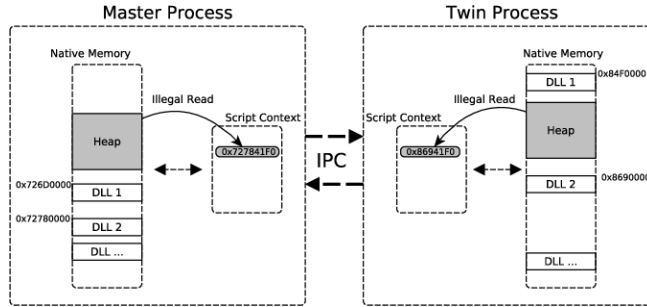 Master Process
Twin Process
Native Memory
Heap
Illegal Read
Script Context
0x727841F0
0x726D0000
DLL 1
0x72780000
DLL 2
DLL ...
IPC
Native Memory
0x84F0000
DLL 1
Illegal Read
Script Context
Heap
0x86941F0
DLL 2
0x8690000
DLL ...